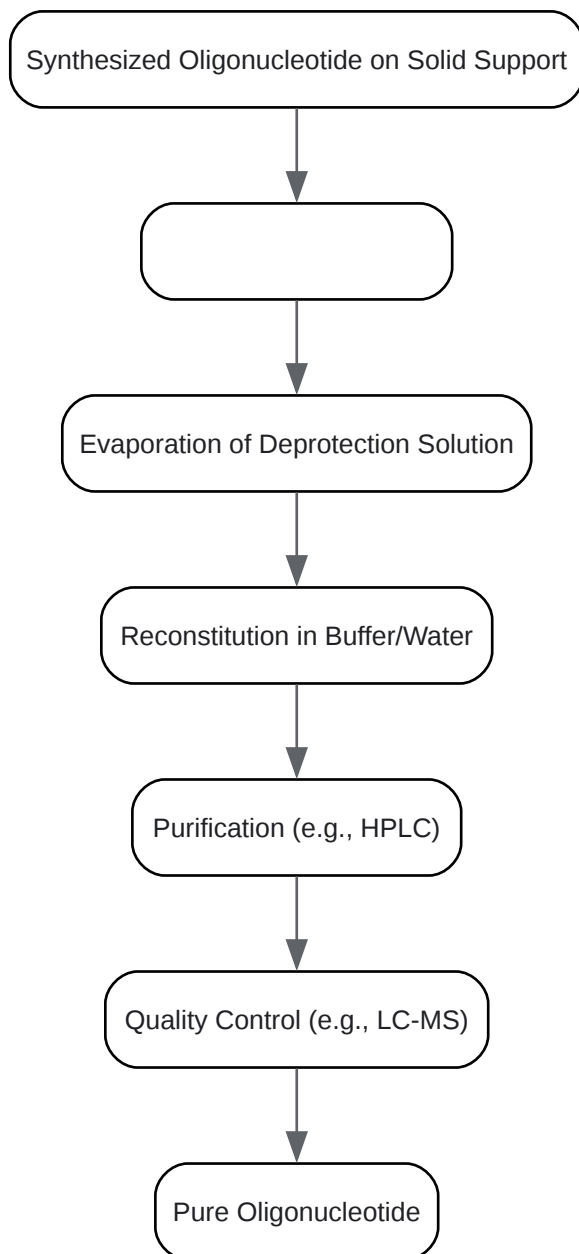 Synthesized Oligonucleotide on Solid Support
Evaporation of Deprotection Solution
Reconstitution in Buffer/Water
Purification (e.g., HPLC)
Quality Control (e.g., LC-MS)
Pure Oligonucleotide